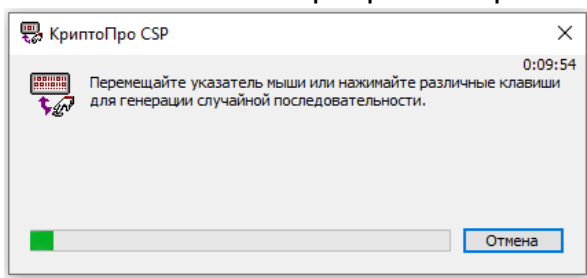 КриптоПро CSP
0:09:54
Перемещайте указатель мыши или нажимайте различные клавиши
для генерации случайной последовательности.
Отмена